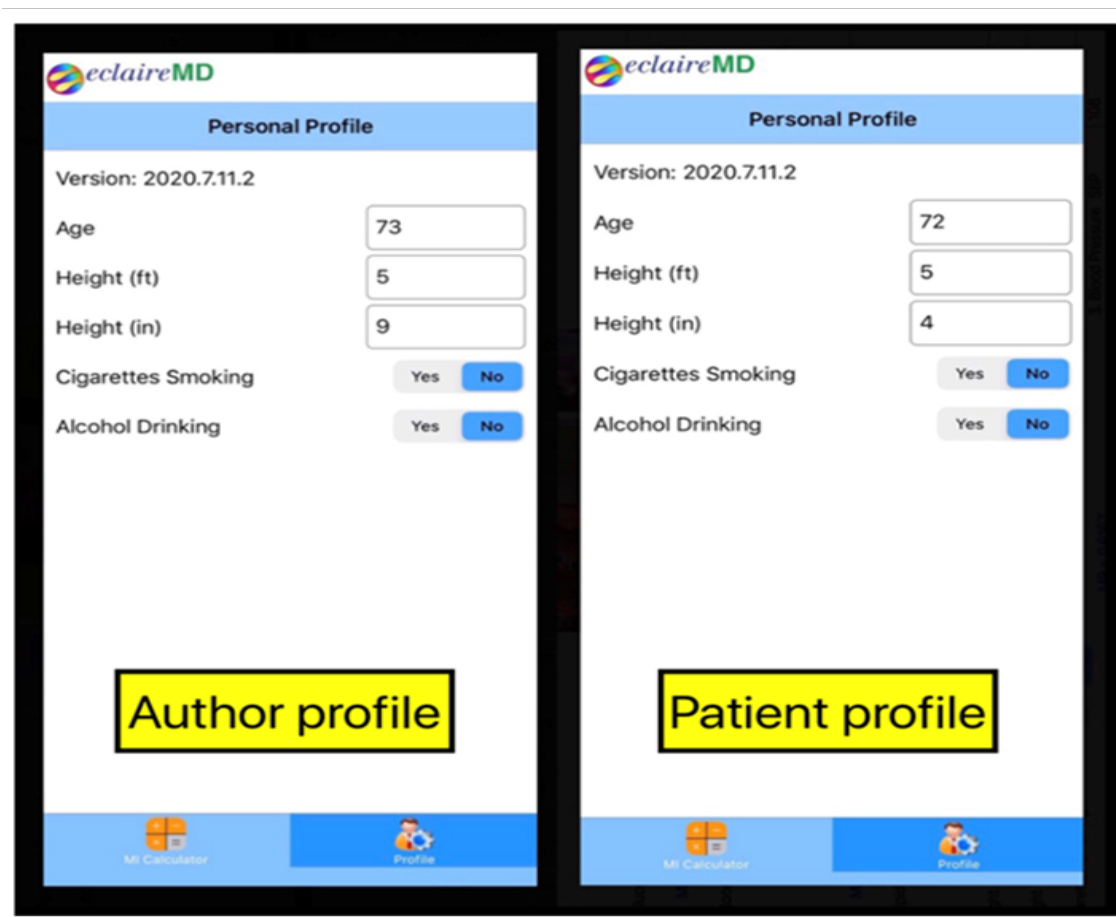 eclaireMD
Personal Profile
Version: 2020.7.11.2
Age 73
Height (ft) 5
Height (in) 9
Cigarettes Smoking Yes No
Alcohol Drinking Yes No
Author profile
MI Calculator Profile
eclaireMD
Personal Profile
Version: 2020.7.11.2
Age 72
Height (ft) 5
Height (in) 4
Cigarettes Smoking Yes No
Alcohol Drinking Yes No
Patient profile
MI Calculator Profile